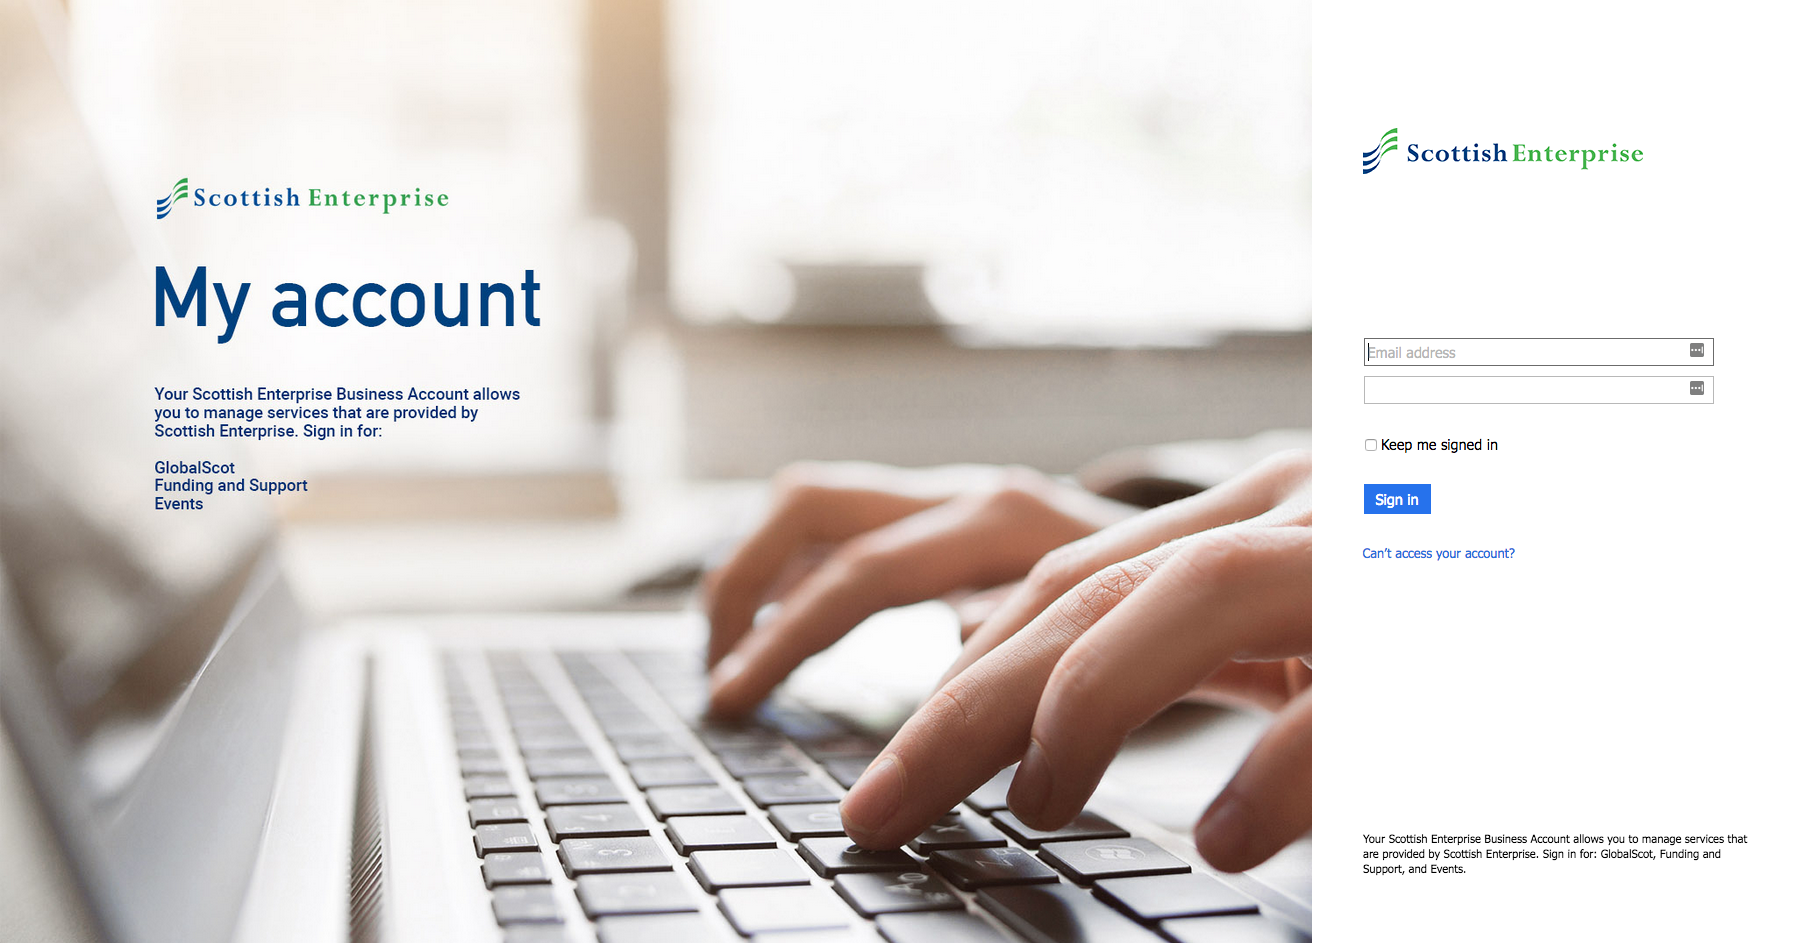 Scottish Enterprise
My account
Your Scottish Enterprise Business Account allows
you to manage services that are provided by
Scottish Enterprise. Sign in for:
GlobalScot
Funding and Support
Events
Scottish Enterprise
Email address
Keep me signed in
Sign in
Can't access your account?
Your Scottish Enterprise Business Account allows you to manage services that
are provided by Scottish Enterprise. Sign in for: GlobalScot, Funding and
Support, and Events.